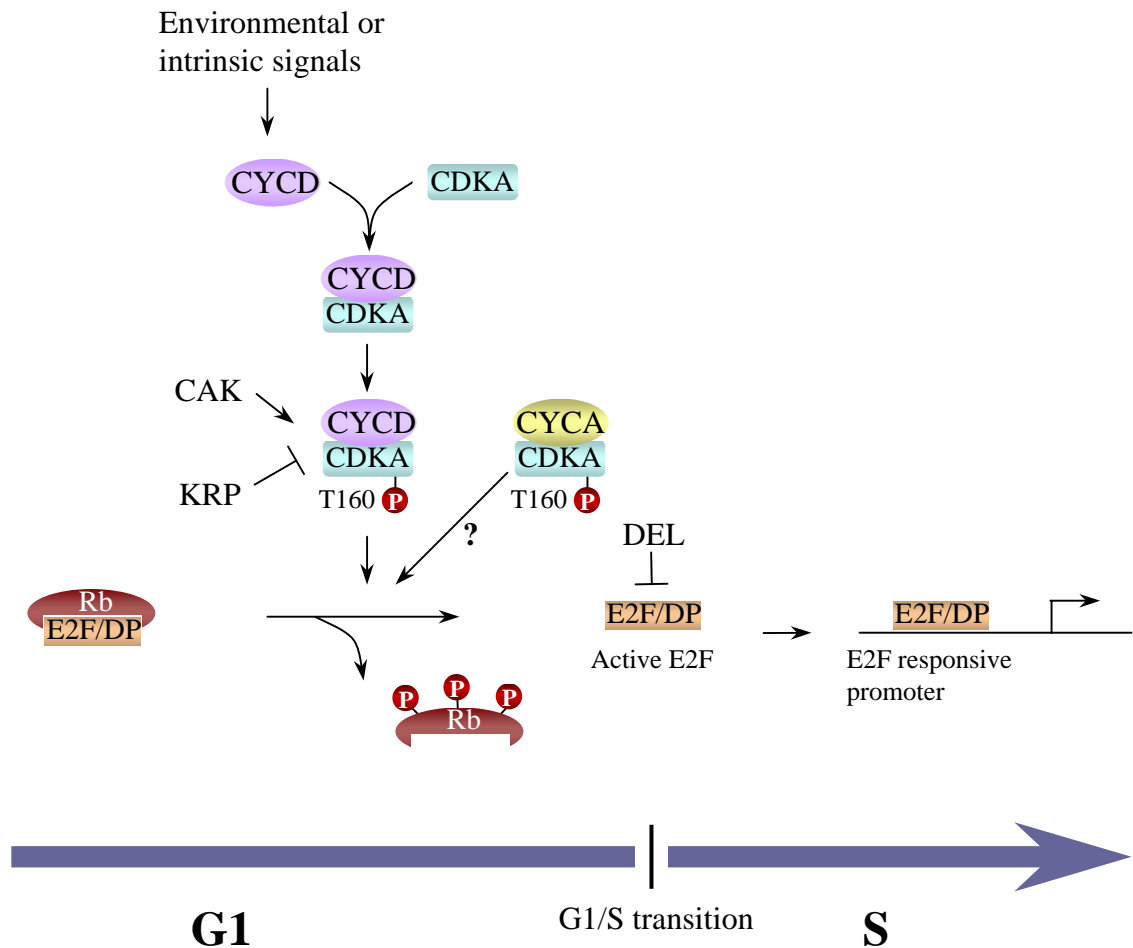 Environmental or
intrinsic signals
CYCD
CDKA
CYCD
CDKA
CAK
KRP
CYCD
CDKA
T160 P
CYCA
CDKA
T160 P
?
DEL
Rb
E2F/DP
E2F/DP
Active E2F
E2F/DP
E2F responsive
promoter
P
P
P
Rb
G1
G1/S transition
S